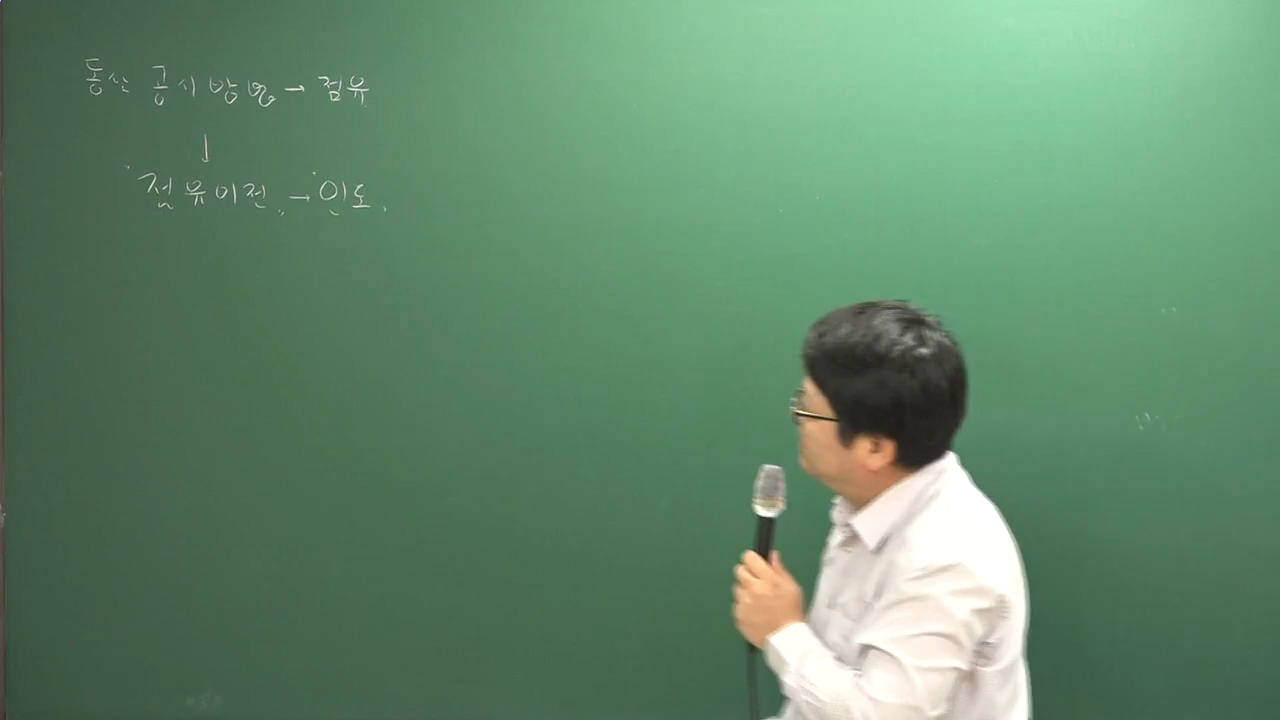 동산 공시방법 → 점유
↓
점유이전 → 인도